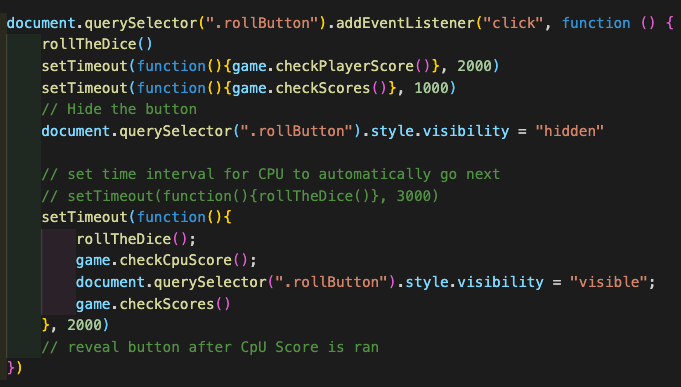 document.querySelector(".rollButton").addEventListener("click", function () {
    rollTheDice()
    setTimeout(function(){game.checkPlayerScore()}, 2000)
    setTimeout(function(){game.checkScores()}, 1000)
    // Hide the button
    document.querySelector(".rollButton").style.visibility = "hidden"

    // set time interval for CPU to automatically go next
    // setTimeout(function(){rollTheDice()}, 3000)
    setTimeout(function(){
        rollTheDice();
        game.checkCpuScore();
        document.querySelector(".rollButton").style.visibility = "visible";
        game.checkScores()
    }, 2000)
    // reveal button after CpU Score is ran
})